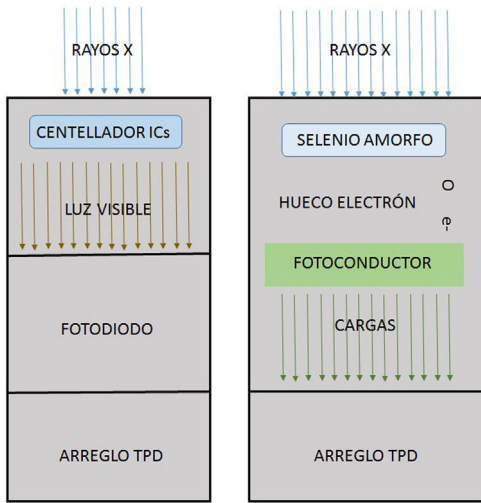 RAYOS X
CENTELLADOR ICs
LUZ VISIBLE
FOTODIODO
ARREGLO TPD
RAYOS X
SELENIO AMORFO
HUECO ELECTRÓN
O e-
FOTOCONDUCTOR
CARGAS
ARREGLO TPD